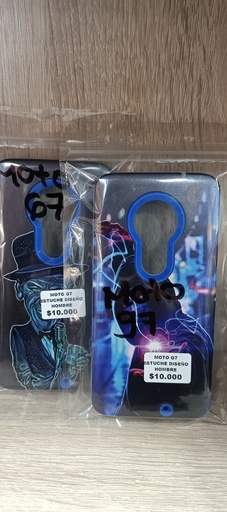 Moto
G7
MOTO G7
ESTUCHE DISEÑO
HOMBRE
$10.000
Moto
g7
MOTO G7
ESTUCHE DISEÑO
HOMBRE
$10.000